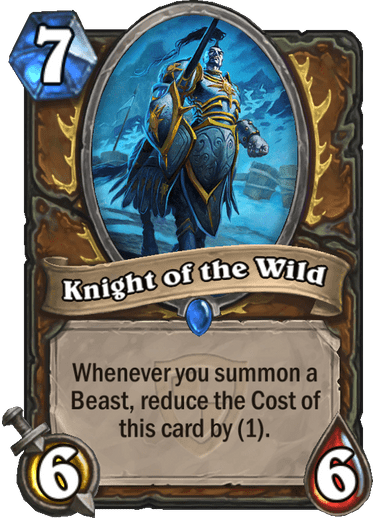 7
Knight of the Wild
Whenever you summon a
Beast, reduce the Cost of
this card by (1).
6
6